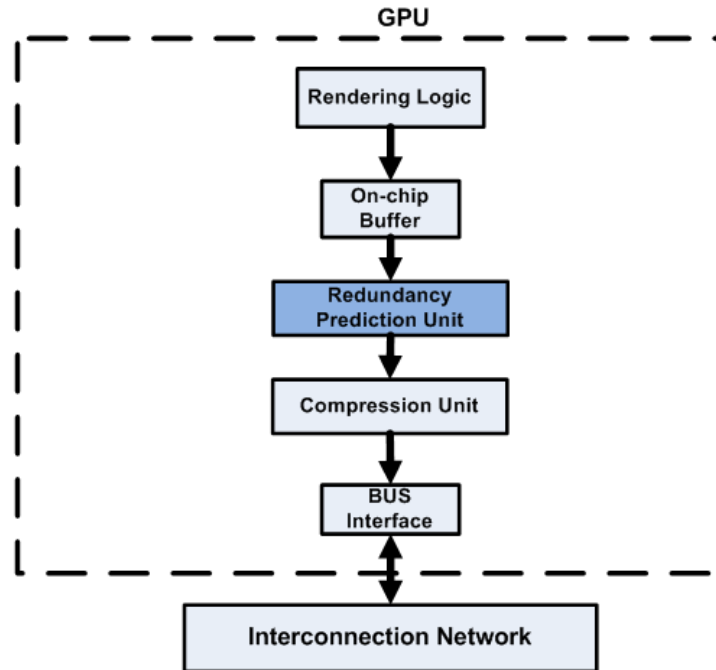 GPU
Rendering Logic
On-chip
Buffer
Redundancy
Prediction Unit
Compression Unit
BUS
Interface
Interconnection Network